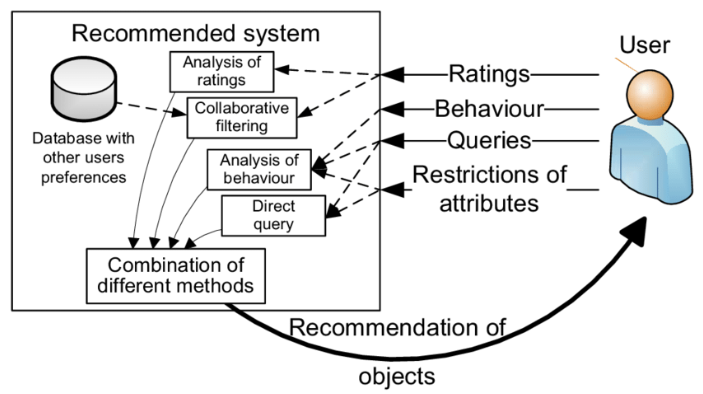 Recommended system
Analysis of
ratings
Collaborative
filtering
Database with
other users
preferences
Analysis of
behaviour
Direct
query
Combination of
different methods
User
Ratings
Behaviour
Queries
Restrictions of
attributes
Recommendation of
objects